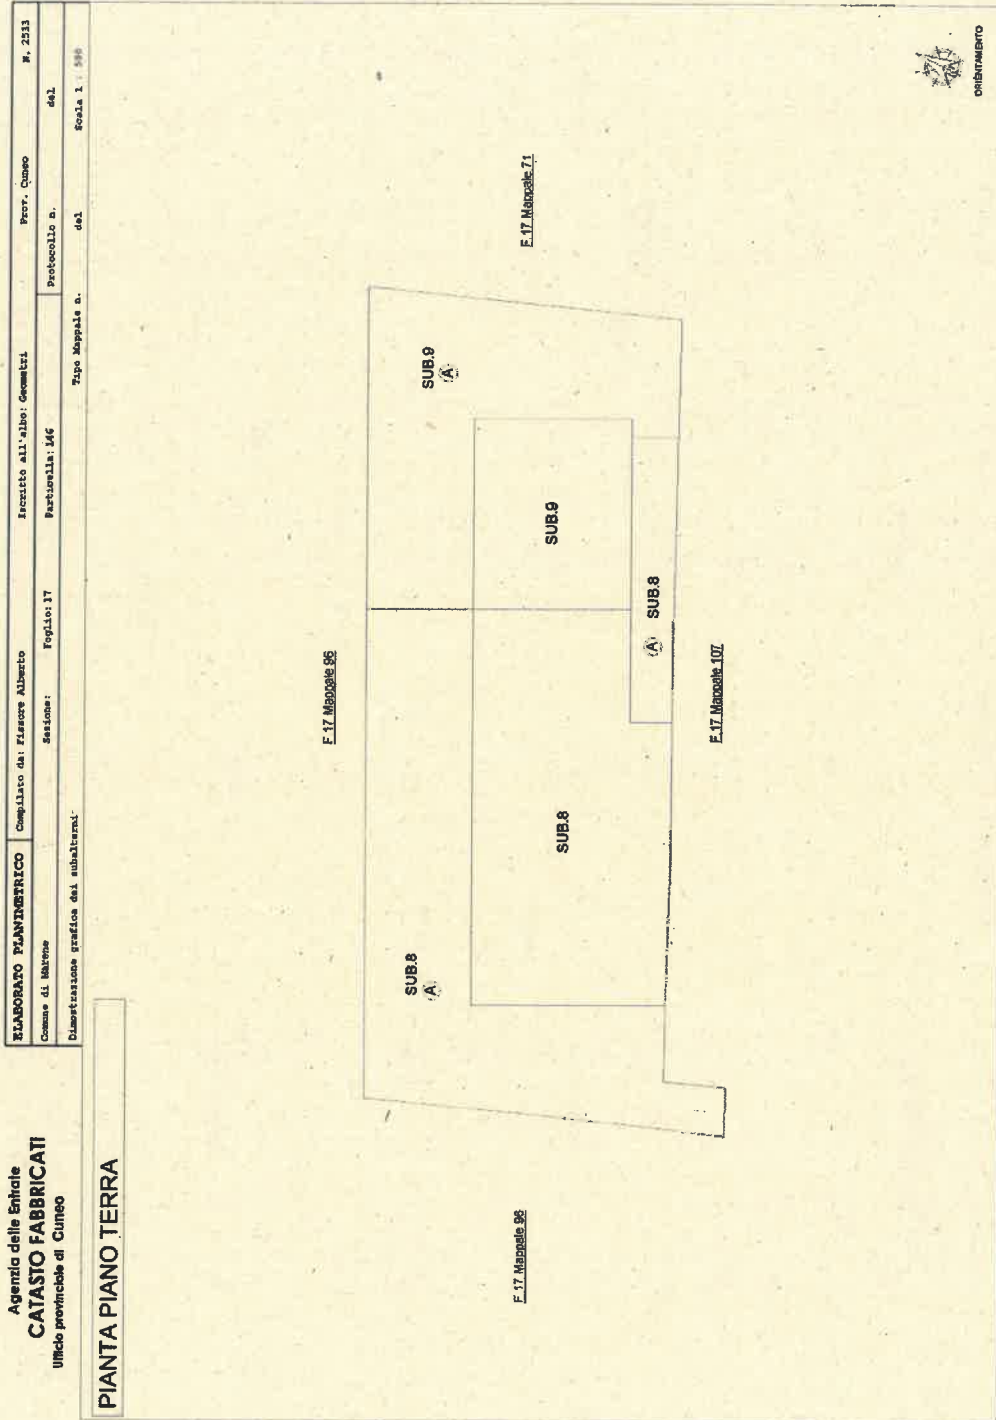 Agenzia delle Entrate
CATASTO FABBRICATI
Ufficio provinciale di Cuneo
ELABORATO PLANIMETRICO
Compilato da: Fissore Alberto
Iscritto all'albo: Geometri
Prov. Cuneo
N. 2533
Comune di Marene
Sezione:
Foglio: 17
Particella: 146
Protocollo n.
del
Dimostrazione grafica dei subalterni
Tipo Mappale n.
del
Scala 1 : 500
PIANTA PIANO TERRA
F 17 Mappale 96
F.17 Mappale 71
SUB.9
(A)
SUB.8
(A)
SUB.9
SUB.8
SUB.8
(A)
F 17 Mappale 96
F.17 Mappale 107
ORIENTAMENTO